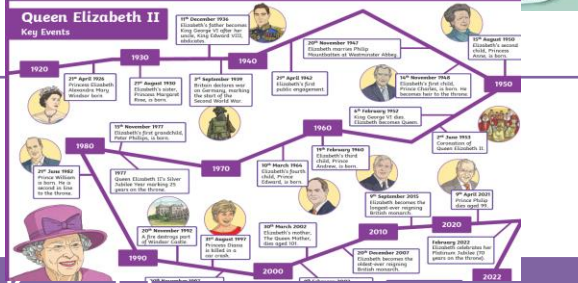 Queen Elizabeth II
Key Events
11th December 1936
Elizabeth's father becomes
King George VI after her
uncle, King Edward VIII,
abdicates.
20th November 1947
Elizabeth marries Philip
Mountbatten at Westminster Abbey.
15th August 1950
Elizabeth's second
child, Princess
Anne, is born.
1920
1930
1940
1950
21st April 1926
Princess Elizabeth
Alexandra Mary
Windsor born
21st August 1930
Elizabeth's sister,
Princess Margaret
Rose, is born.
3rd September 1939
Britain declares war
on Germany, marking
the start of the
Second World War.
21st April 1942
Elizabeth's first
public engagement.
14th November 1948
Elizabeth's first child,
Prince Charles, is born. He
becomes heir to the throne.
6th February 1952
King George VI dies.
Elizabeth becomes Queen.
2nd June 1953
Coronation of
Queen Elizabeth II.
15th November 1977
Elizabeth's first grandchild,
Peter Phillips, is born.
1980
1970
1960
21st June 1982
Prince William
is born. He is
second in line
to the throne.
1977
Queen Elizabeth II's Silver
Jubilee Year marking 25
years on the throne.
10th March 1964
Elizabeth's fourth
child, Prince
Edward, is born.
19th February 1960
Elizabeth's third
child, Prince
Andrew, is born.
9th September 2015
Elizabeth becomes the
longest-ever reigning
British monarch.
9th April 2021
Prince Philip
dies aged 99.
20th November 1992
A fire destroys part
of Windsor Castle.
31st August 1997
Princess Diana
is killed in a
car crash.
30th March 2002
Elizabeth's mother,
The Queen Mother,
dies aged 101.
2010
2020
20th December 2007
Elizabeth becomes the
oldest-ever reigning
British monarch.
February 2022
Elizabeth celebrates her
Platinum Jubilee (70
years on the throne).
1990
2000
2022